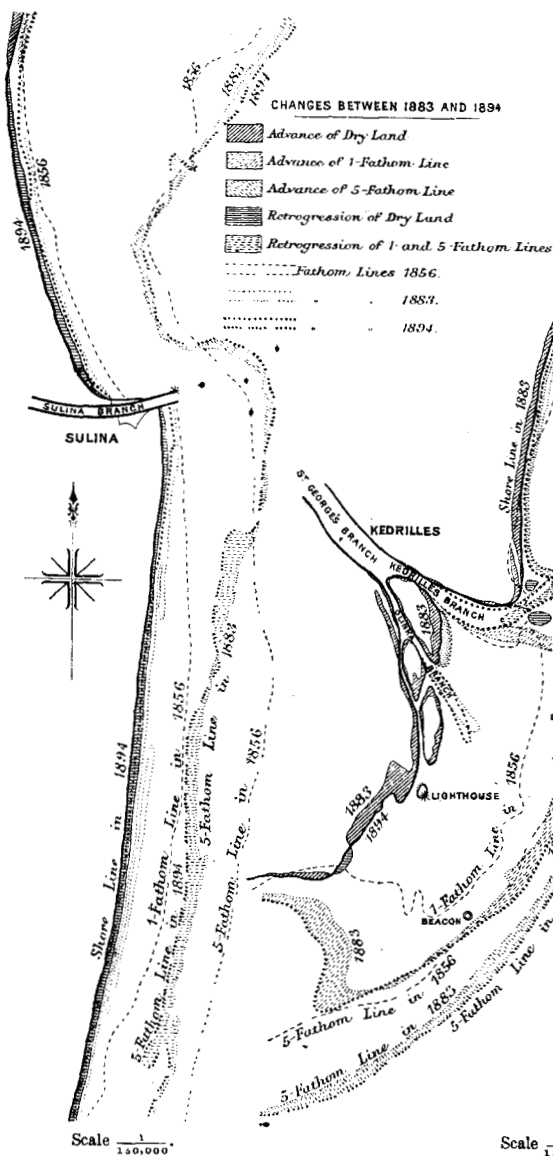 1856
1883
1894
CHANGES BETWEEN 1883 AND 1894
Advance of Dry Land
Advance of 1-Fathom Line
Advance of 5-Fathom Line
Retrogression of Dry Land
Retrogression of 1- and 5-Fathom Lines
Fathom Lines 1856.
" " 1883.
" " 1894.
1856
1894
SULINA BRANCH
SULINA
Shore Line in 1894
1-Fathom Line in 1856
5-Fathom Line in 1894
5-Fathom Line in 1883
5-Fathom Line in 1856
Scale 1/150,000.
Shore Line in 1883
ST GEORGE'S BRANCH
KEDRILLES
KEDRILLES BRANCH
1883
BRANCH
LIGHTHOUSE
1883
1894
1-Fathom Line in 1856
BEACON
1883
5-Fathom Line in 1856
5-Fathom Line in 1883
5-Fathom Line in
Scale